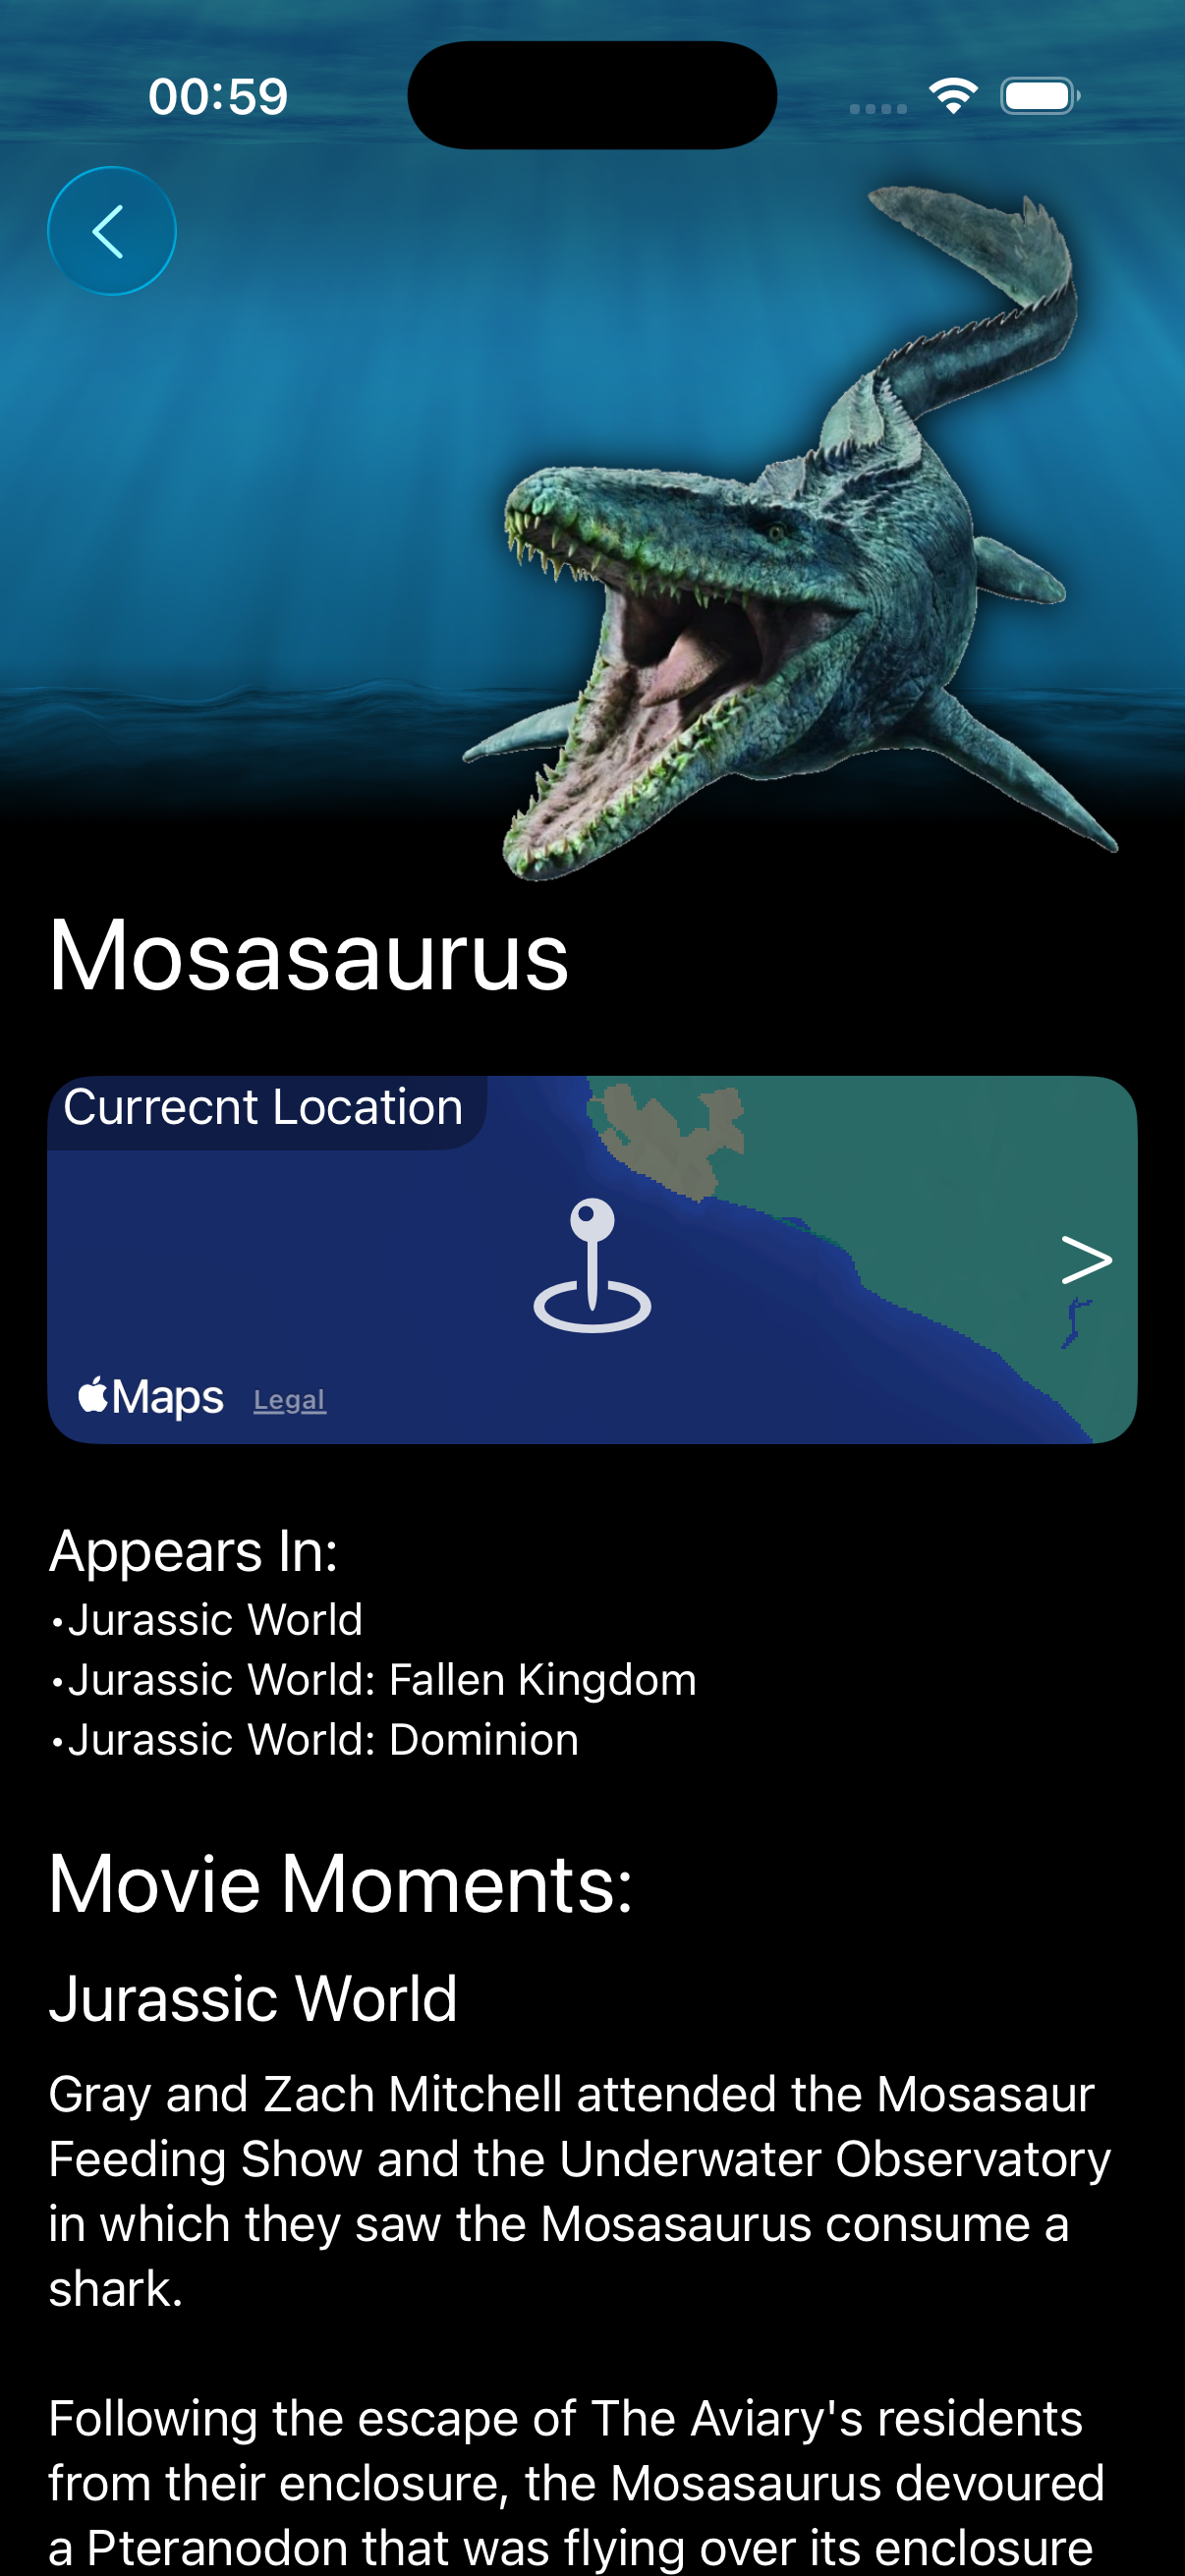 00:59
Mosasaurus
Currecnt Location
>
Maps Legal
Appears In:
•Jurassic World
•Jurassic World: Fallen Kingdom
•Jurassic World: Dominion
Movie Moments:
Jurassic World
Gray and Zach Mitchell attended the Mosasaur
Feeding Show and the Underwater Observatory
in which they saw the Mosasaurus consume a
shark.
Following the escape of The Aviary's residents
from their enclosure, the Mosasaurus devoured
a Pteranodon that was flying over its enclosure